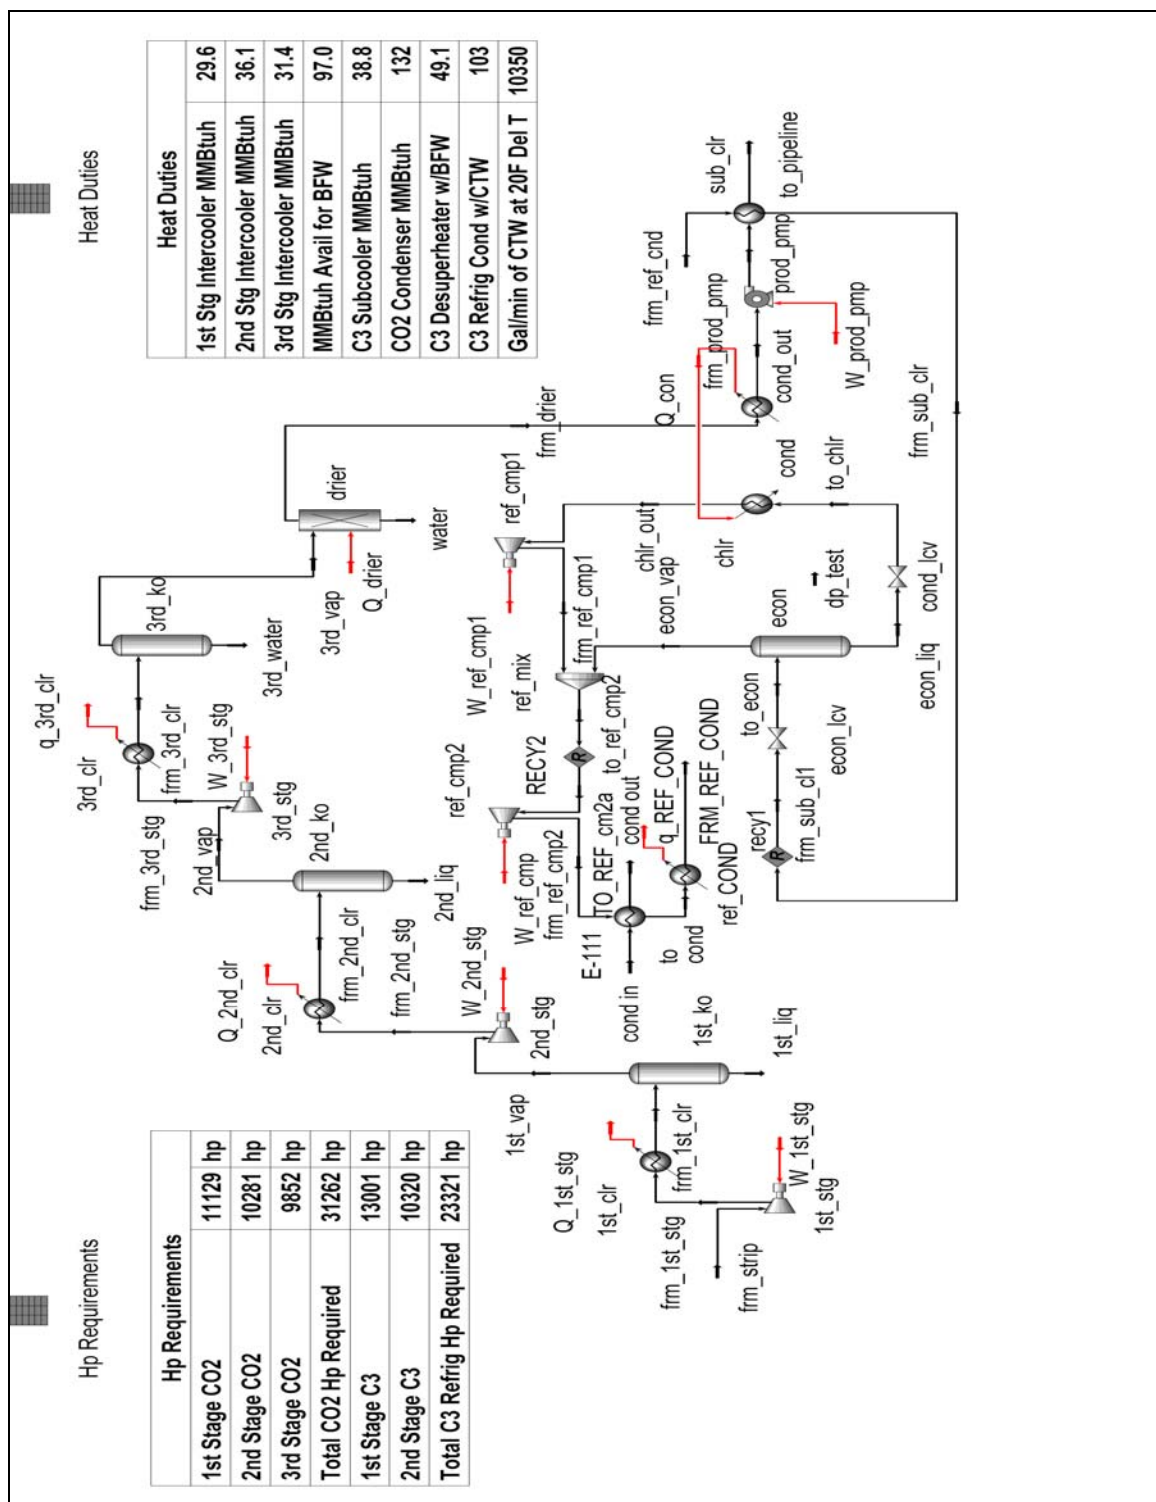 Hp Requirements
Hp Requirements
1st Stage CO2 11129 hp
2nd Stage CO2 10281 hp
3rd Stage CO2 9852 hp
Total CO2 Hp Required 31262 hp
1st Stage C3 13001 hp
2nd Stage C3 10320 hp
Total C3 Refrig Hp Required 23321 hp
Heat Duties
Heat Duties
1st Stg Intercooler MMBtuh 29.6
2nd Stg Intercooler MMBtuh 36.1
3rd Stg Intercooler MMBtuh 31.4
MMBtuh Avail for BFW 97.0
C3 Subcooler MMBtuh 38.8
CO2 Condenser MMBtuh 132
C3 Desuperheater w/BFW 49.1
C3 Refrig Cond w/CTW 103
Gal/min of CTW at 20F Del T 10350
q_3rd_clr
3rd_clr
frm_3rd_clr
W_3rd_stg
3rd_stg
frm_3rd_stg
2nd_vap
3rd_ko
3rd_water
3rd_vap
Q_drier
drier
water
frm_drier
Q_2nd_clr
2nd_clr
frm_2nd_clr
frm_2nd_stg
W_2nd_stg
2nd_stg
2nd_ko
2nd_liq
1st_vap
Q_1st_stg
1st_clr
frm_1st_clr
frm_1st_stg
frm_strip
W_1st_stg
1st_stg
1st_ko
1st_liq
ref_cmp2
W_ref_cmp
frm_ref_cmp2
RECY2
R
to_ref_cmp2
ref_mix
W_ref_cmp1
ref_cmp1
frm_ref_cmp1
econ_vap
chlr_out
chlr
cond
Q_con
to_chlr
cond_lcv
dp_test
econ
econ_liq
to_econ
econ_lcv
frm_sub_cl1
recy1
R
E-111
cond in
TO_REF_cm2a
cond out
to
cond
q_REF_COND
FRM_REF_COND
ref_COND
frm_prod_pmp
cond_out
prod_pmp
W_prod_pmp
frm_ref_cnd
sub_clr
to_pipeline
frm_sub_clr